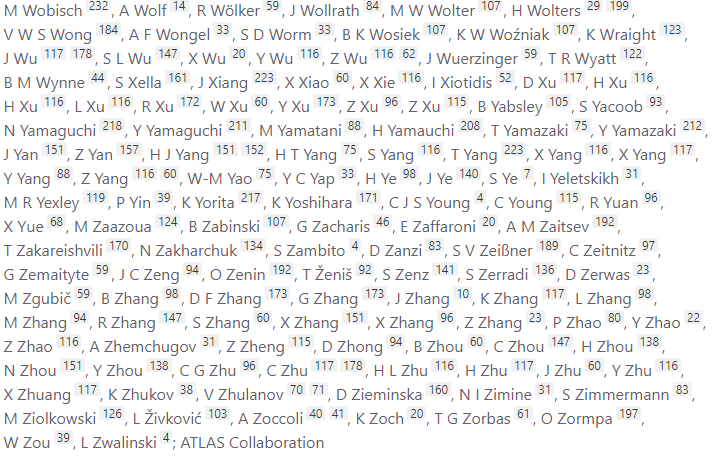 M Wobisch 232, A Wolf 14, R Wölker 59, J Wollrath 84, M W Wolter 107, H Wolters 29 199,
V W S Wong 184, A F Wongel 33, S D Worm 33, B K Wosiek 107, K W Woźniak 107, K Wraight 123,
J Wu 117 178, S L Wu 147, X Wu 20, Y Wu 116, Z Wu 116 62, J Wuerzinger 59, T R Wyatt 122,
B M Wynne 44, S Xella 161, J Xiang 223, X Xiao 60, X Xie 116, I Xiotidis 52, D Xu 117, H Xu 116,
H Xu 116, L Xu 116, R Xu 172, W Xu 60, Y Xu 173, Z Xu 96, Z Xu 115, B Yabsley 105, S Yacoob 93,
N Yamaguchi 218, Y Yamaguchi 211, M Yamatani 88, H Yamauchi 208, T Yamazaki 75, Y Yamazaki 212,
J Yan 151, Z Yan 157, H J Yang 151 152, H T Yang 75, S Yang 116, T Yang 223, X Yang 116, X Yang 117,
Y Yang 88, Z Yang 116 60, W-M Yao 75, Y C Yap 33, H Ye 98, J Ye 140, S Ye 7, I Yeletskikh 31,
M R Yexley 119, P Yin 39, K Yorita 217, K Yoshihara 171, C J S Young 4, C Young 115, R Yuan 96,
X Yue 68, M Zaazoua 124, B Zabinski 107, G Zacharis 46, E Zaffaroni 20, A M Zaitsev 192,
T Zakareishvili 170, N Zakharchuk 134, S Zambito 4, D Zanzi 83, S V Zeißner 189, C Zeitnitz 97,
G Zemaityte 59, J C Zeng 94, O Zenin 192, T Ženiš 92, S Senz 141, S Zerradi 136, D Zerwas 23,
M Zgubič 59, B Zhang 98, D F Zhang 173, G Zhang 173, J Zhang 10, K Zhang 117, L Zhang 98,
M Zhang 94, R Zhang 147, S Zhang 60, X Zhang 151, X Zhang 96, Z Zhang 23, P Zhao 80, Y Zhao 22,
Z Zhao 116, A Zhemchugov 31, Z Zheng 115, D Zhong 94, B Zhou 60, C Zhou 147, H Zhou 138,
N Zhou 151, Y Zhou 138, C G Zhu 96, C Zhu 117 178, H L Zhu 116, H Zhu 117, J Zhu 60, Y Zhu 116,
X Zhuang 117, K Zhukov 38, V Zhulanov 70 71, D Zieminska 160, N I Zimine 31, S Zimmermann 83,
M Ziolkowski 126, L Živković 103, A Zoccoli 40 41, K Zoch 20, T G Zorbas 61, O Zormpa 197,
W Zou 39, L Zwalinski 4; ATLAS Collaboration